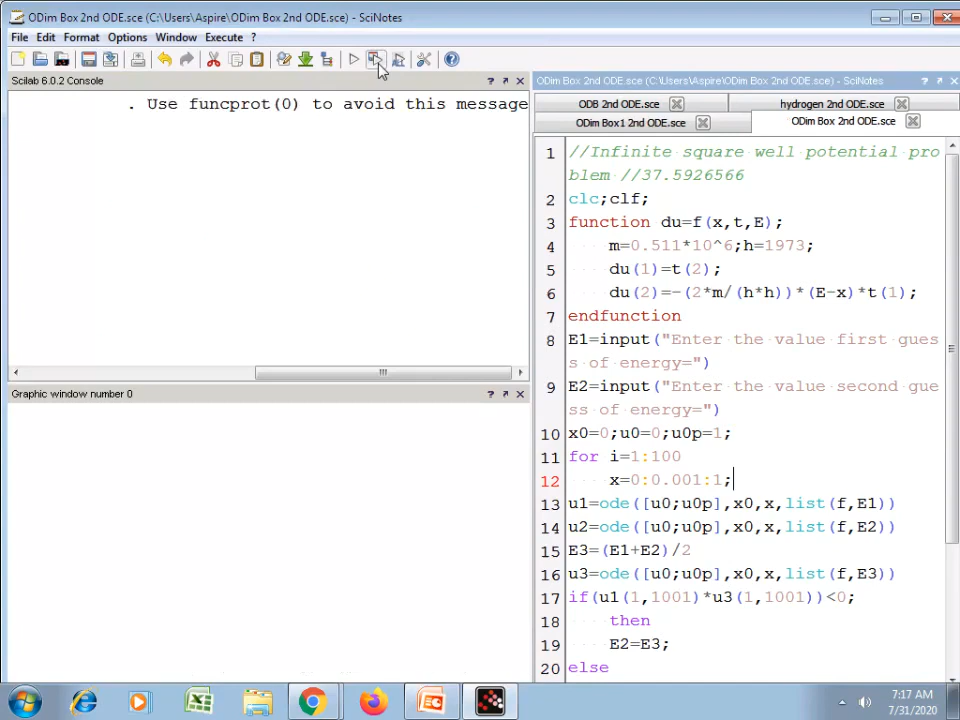 ODim Box 2nd ODE.sce (C:\Users\Aspire\ODim Box 2nd ODE.sce) - SciNotes
File Edit Format Options Window Execute ?
Scilab 6.0.2 Console ? ↗ ×
. Use funcprot(0) to avoid this message
Graphic window number 0
ODim Box 2nd ODE.sce (C:\Users\Aspire\ODim Box 2nd ODE.sce) - SciNotes
ODB 2nd ODE.sce
hydrogen 2nd ODE.sce
ODim Box1 2nd ODE.sce
ODim Box 2nd ODE.sce
1 //Infinite square well potential pro
blem //37.5926566
2 clc;clf;
3 function du=f(x,t,E);
4 m=0.511*10^6;h=1973;
5 du(1)=t(2);
6 du(2)=-(2*m/(h*h))*(E-x)*t(1);
7 endfunction
8 E1=input("Enter the value first gues
s of energy=")
9 E2=input("Enter the value second gue
ss of energy=")
10 x0=0;u0=0;u0p=1;
11 for i=1:100
12 x=0:0.001:1;
13 u1=ode([u0;u0p],x0,x,list(f,E1))
14 u2=ode([u0;u0p],x0,x,list(f,E2))
15 E3=(E1+E2)/2
16 u3=ode([u0;u0p],x0,x,list(f,E3))
17 if(u1(1,1001)*u3(1,1001))<0;
18 then
19 E2=E3;
20 else
7:17 AM
7/31/2020